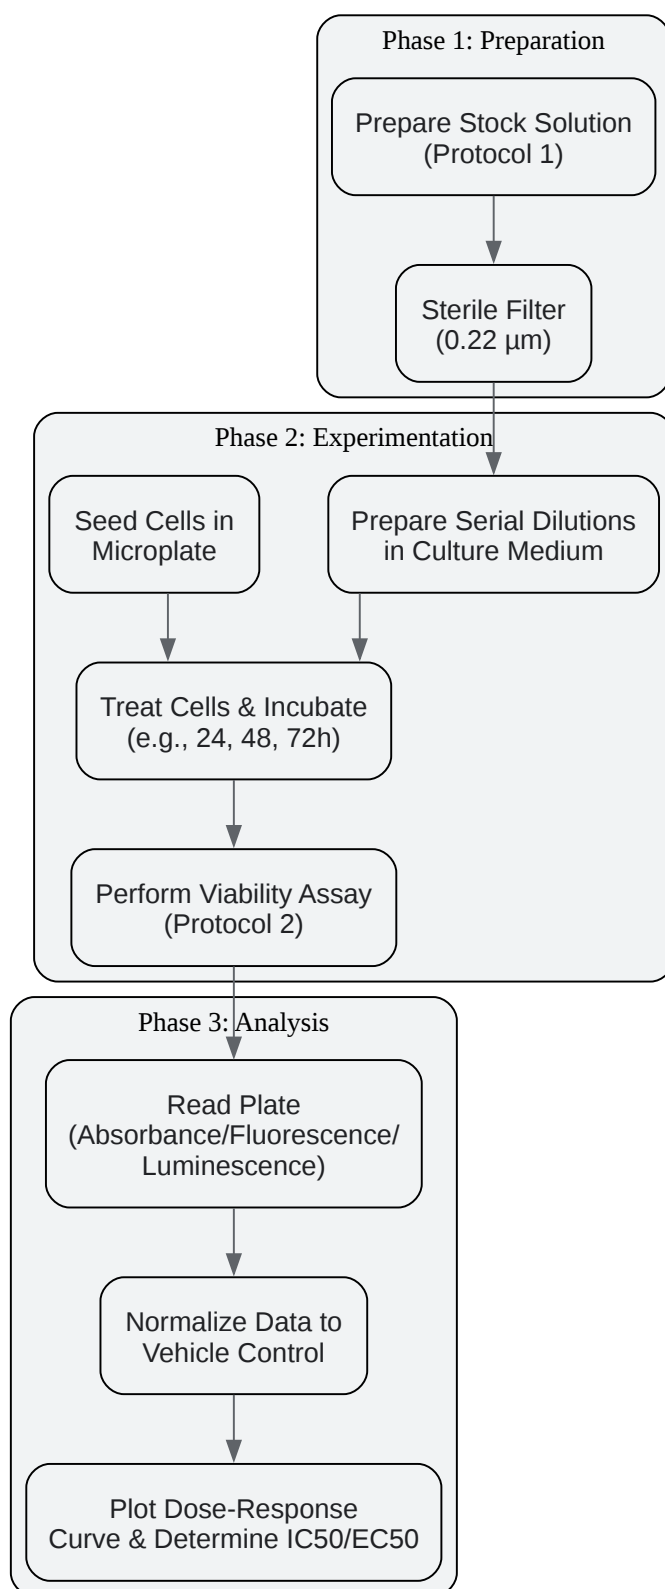 Phase 1: Preparation
Prepare Stock Solution
(Protocol 1)
Sterile Filter
(0.22 µm)
Phase 2: Experimentation
Seed Cells in
Microplate
Prepare Serial Dilutions
in Culture Medium
Treat Cells & Incubate
(e.g., 24, 48, 72h)
Perform Viability Assay
(Protocol 2)
Phase 3: Analysis
Read Plate
(Absorbance/Fluorescence/
Luminescence)
Normalize Data to
Vehicle Control
Plot Dose-Response
Curve & Determine IC50/EC50